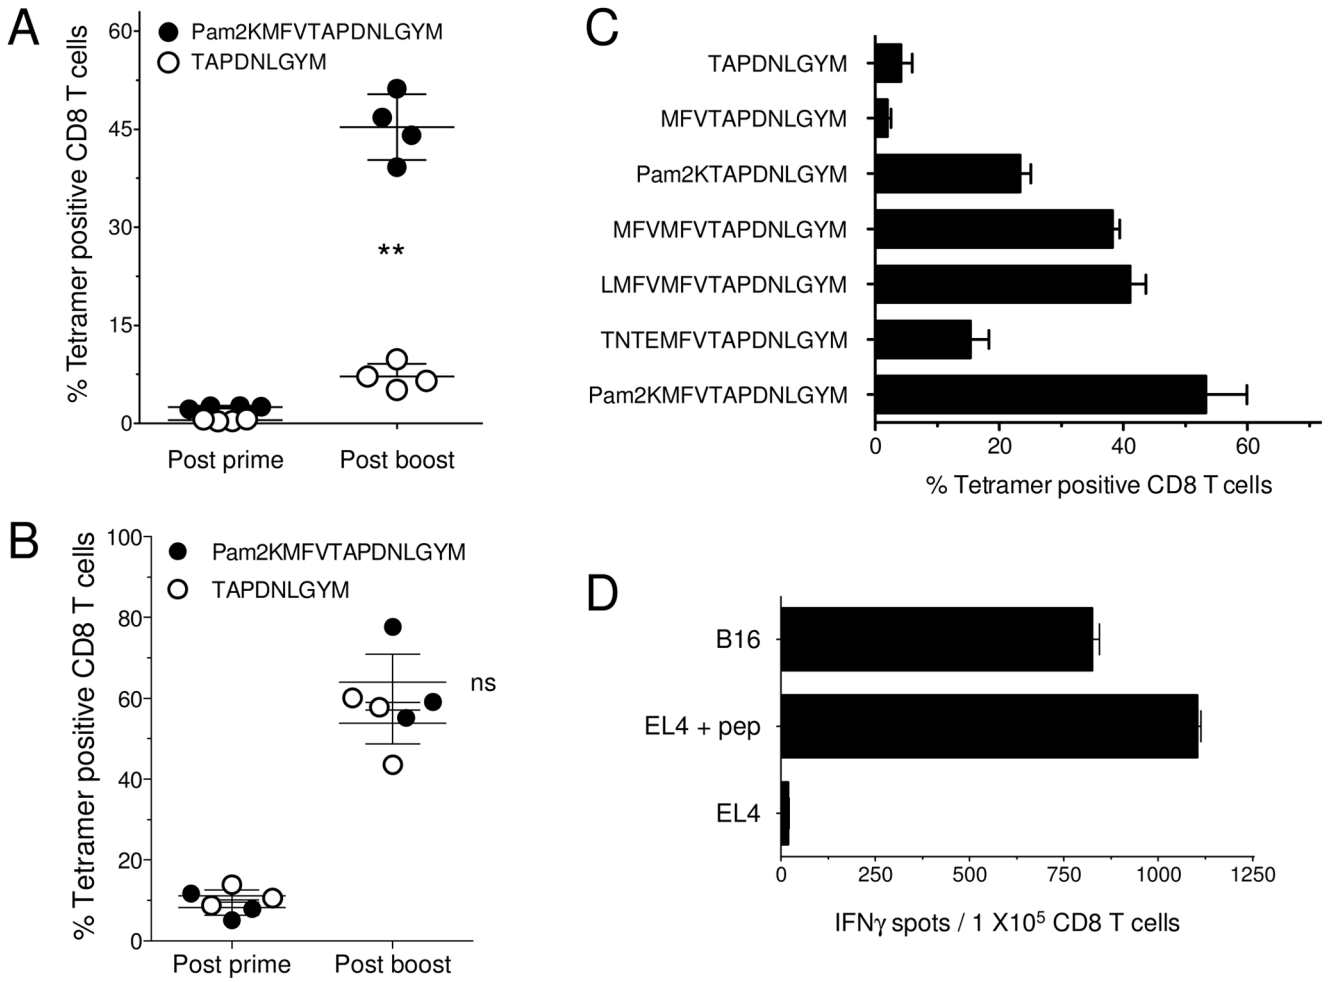 A
% Tetramer positive CD8 T cells
60
45
30
15
0
Pam2KMFVTAPDNLGYM
TAPDNLGYM
**
Post prime
Post boost
B
% Tetramer positive CD8 T cells
100
80
60
40
20
0
Pam2KMFVTAPDNLGYM
TAPDNLGYM
ns
Post prime
Post boost
C
TAPDNLGYM
MFVTAPDNLGYM
Pam2KTAPDNLGYM
MFVMFVTAPDNLGYM
LMFVMFVTAPDNLGYM
TNTEMFVTAPDNLGYM
Pam2KMFVTAPDNLGYM
0 20 40 60
% Tetramer positive CD8 T cells
D
B16
EL4 + pep
EL4
0 250 500 750 1000 1250
IFNγ spots / 1 X10⁵ CD8 T cells